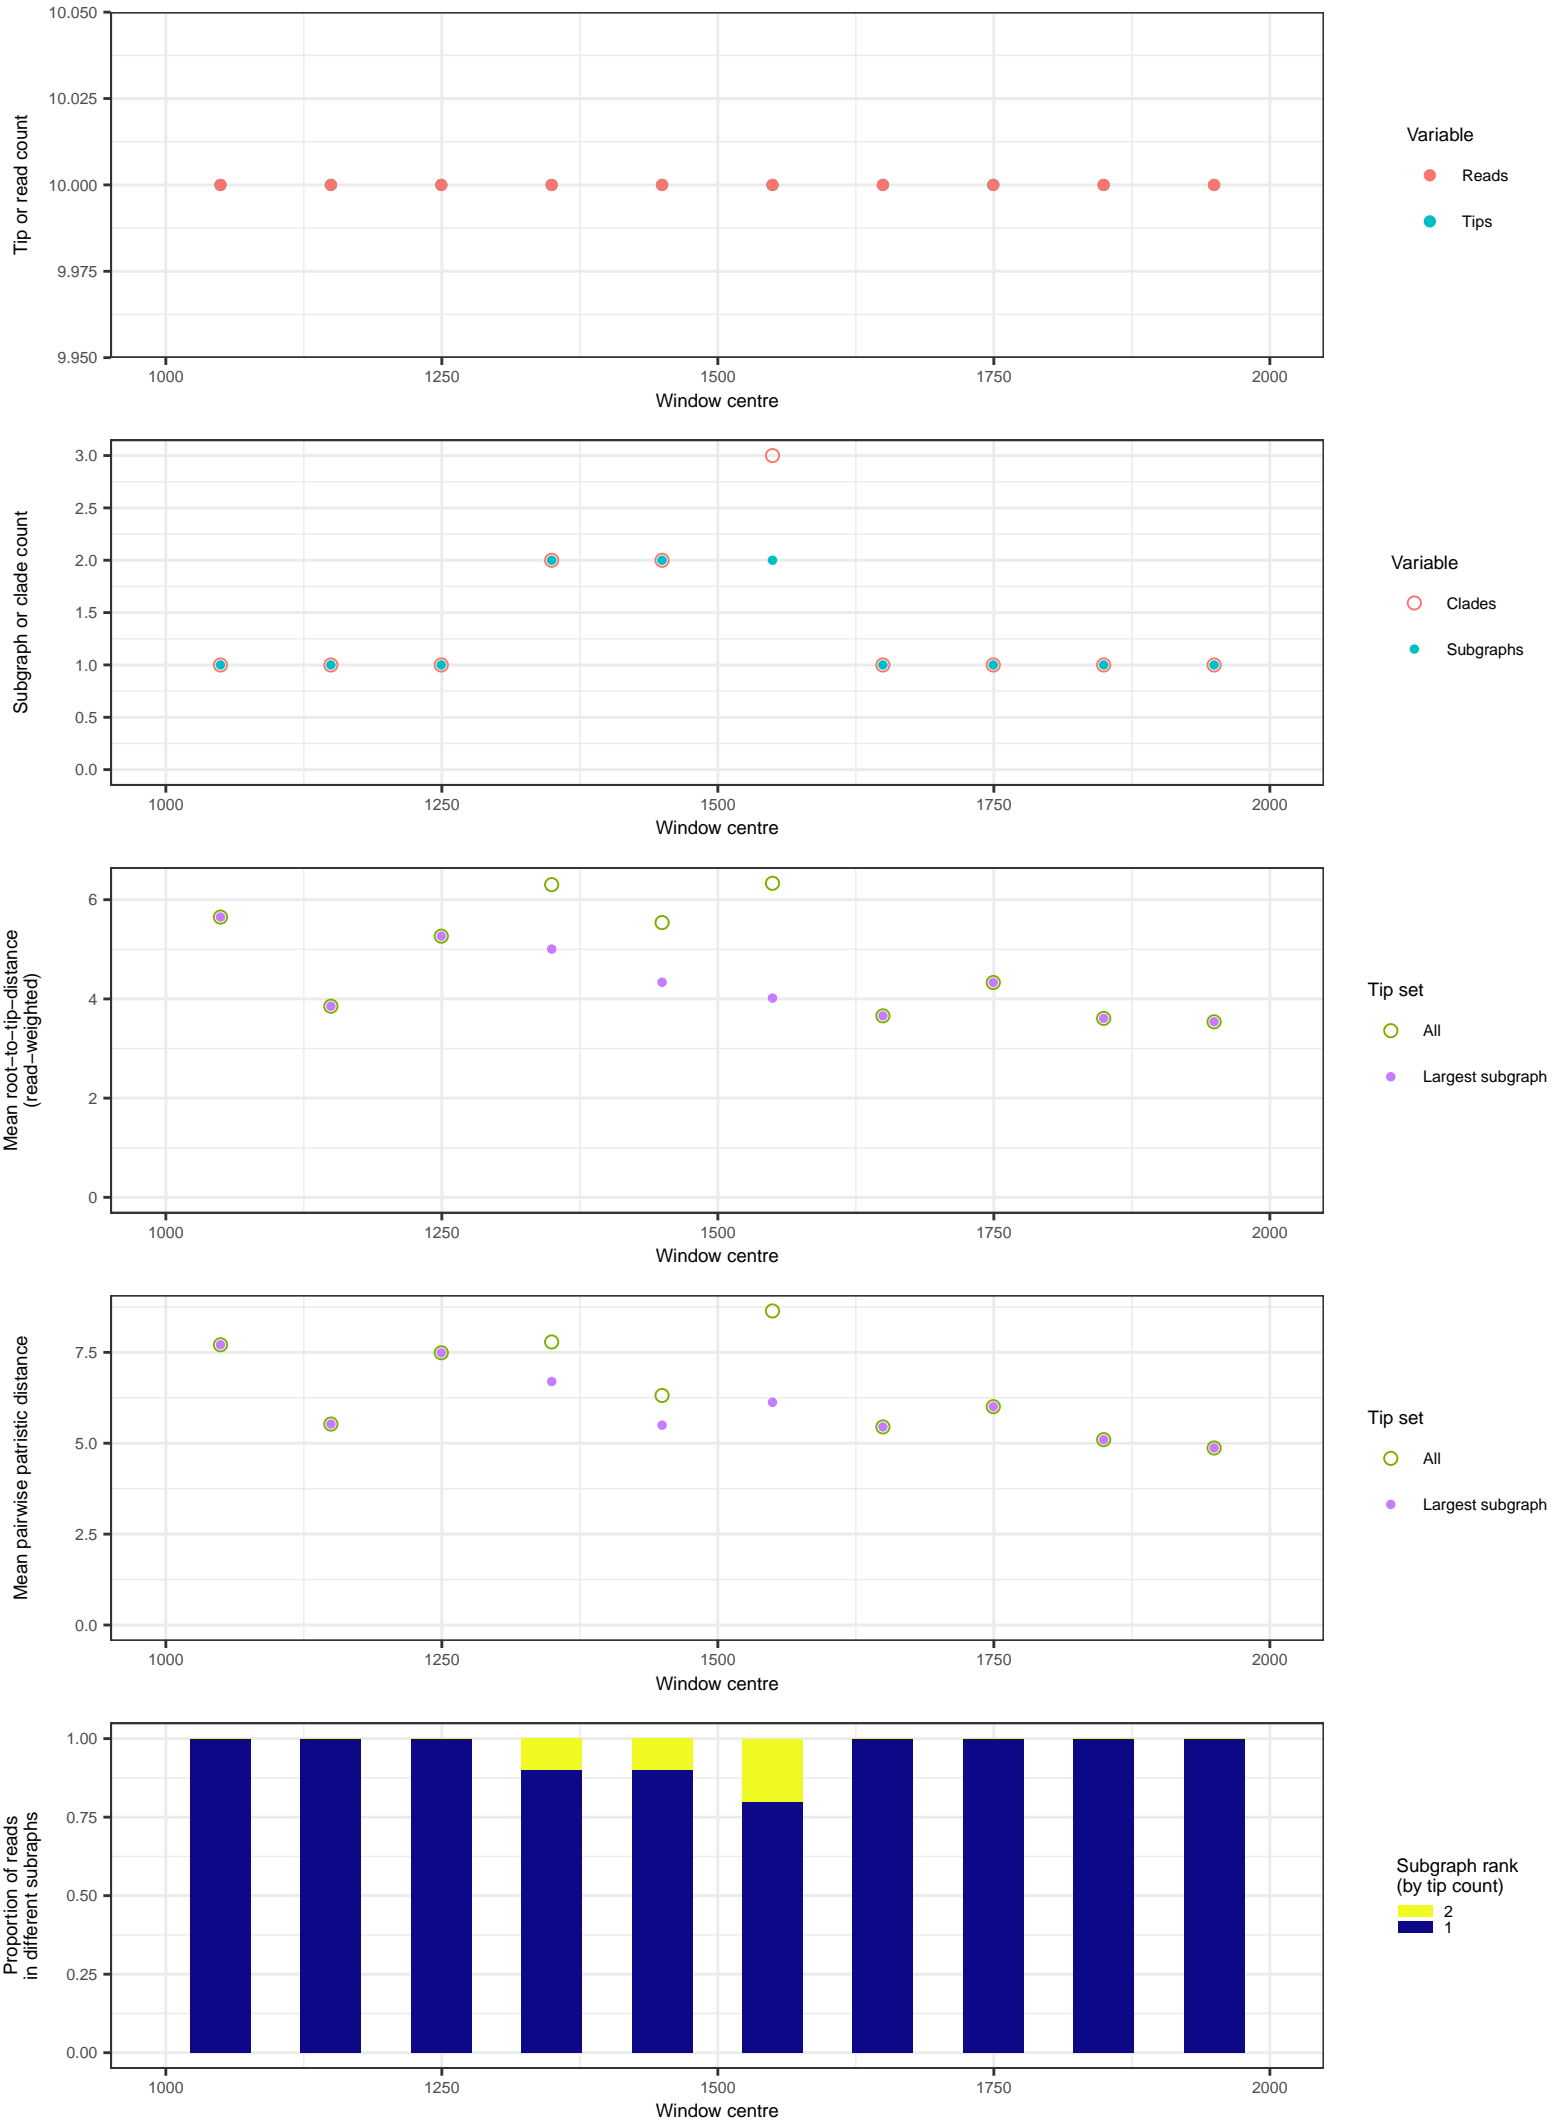 10.050
10.025
10.000
9.975
9.950
Tip or read count
1000 1250 1500 1750 2000
Window centre
Variable
Reads
Tips
3.0
2.5
2.0
1.5
1.0
0.5
0.0
Subgraph or clade count
1000 1250 1500 1750 2000
Window centre
Variable
Clades
Subgraphs
6
4
2
0
Mean root−to−tip−distance
(read−weighted)
1000 1250 1500 1750 2000
Window centre
Tip set
All
Largest subgraph
7.5
5.0
2.5
0.0
Mean pairwise patristic distance
1000 1250 1500 1750 2000
Window centre
Tip set
All
Largest subgraph
1.00
0.75
0.50
0.25
0.00
Proportion of reads
in different subraphs
1000 1250 1500 1750 2000
Window centre
Subgraph rank
(by tip count)
2
1